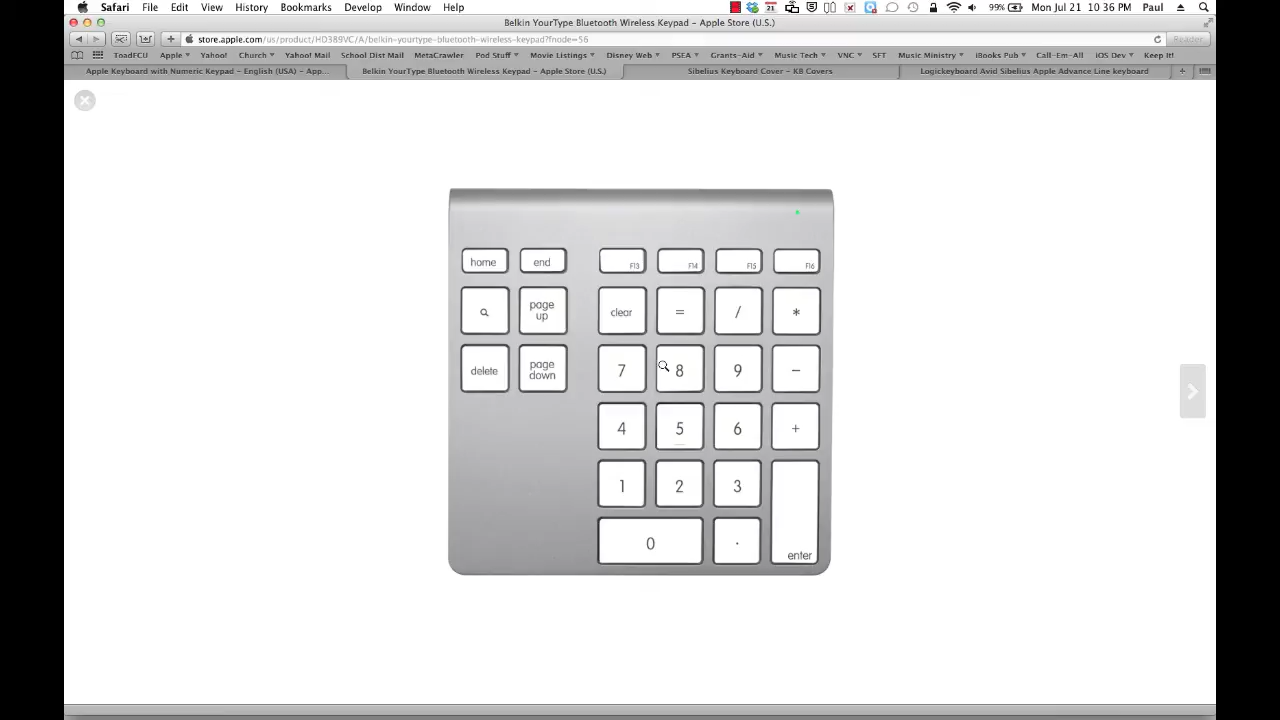 Safari File Edit View History Bookmarks Develop Window Help 21 99% Mon Jul 21 10:36 PM Paul
Belkin YourType Bluetooth Wireless Keypad – Apple Store (U.S.)
store.apple.com/us/product/HD389VC/A/belkin-yourtype-bluetooth-wireless-keypad?fnode=56 Reader
ToadFCU Apple Yahoo! Church Yahoo! Mail School Dist Mail MetaCrawler Ped Stuff Movie Listings Disney Web PSEA Grants-Aid Music Tech VNC SFT Music Ministry iBooks Pub Call-Em-All iOS Dev Keep It!
Apple Keyboard with Numeric Keypad – English (USA) – App... Belkin YourType Bluetooth Wireless Keypad – Apple Store (U.S.) Sibelius Keyboard Cover – KB Covers Logickeyboard Avid Sibelius Apple Advance Line keyboard +
home end F13 F14 F15 F16
page up clear = / *
delete page down 7 8 9 –
4 5 6 +
1 2 3
0 . enter